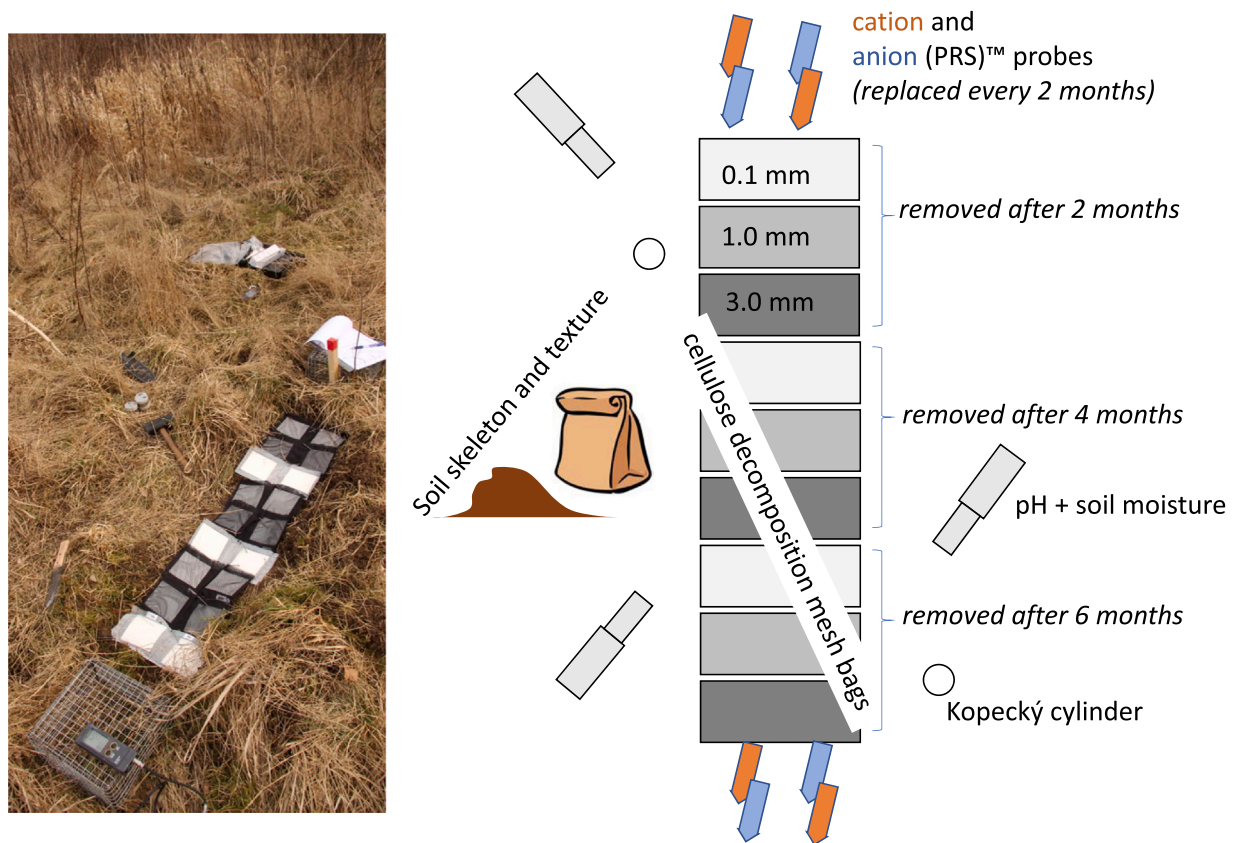 cation and
anion (PRS)™ probes
(replaced every 2 months)
0.1 mm
1.0 mm
3.0 mm
removed after 2 months
Soil skeleton and texture
cellulose decomposition mesh bags
removed after 4 months
pH + soil moisture
removed after 6 months
Kopecký cylinder